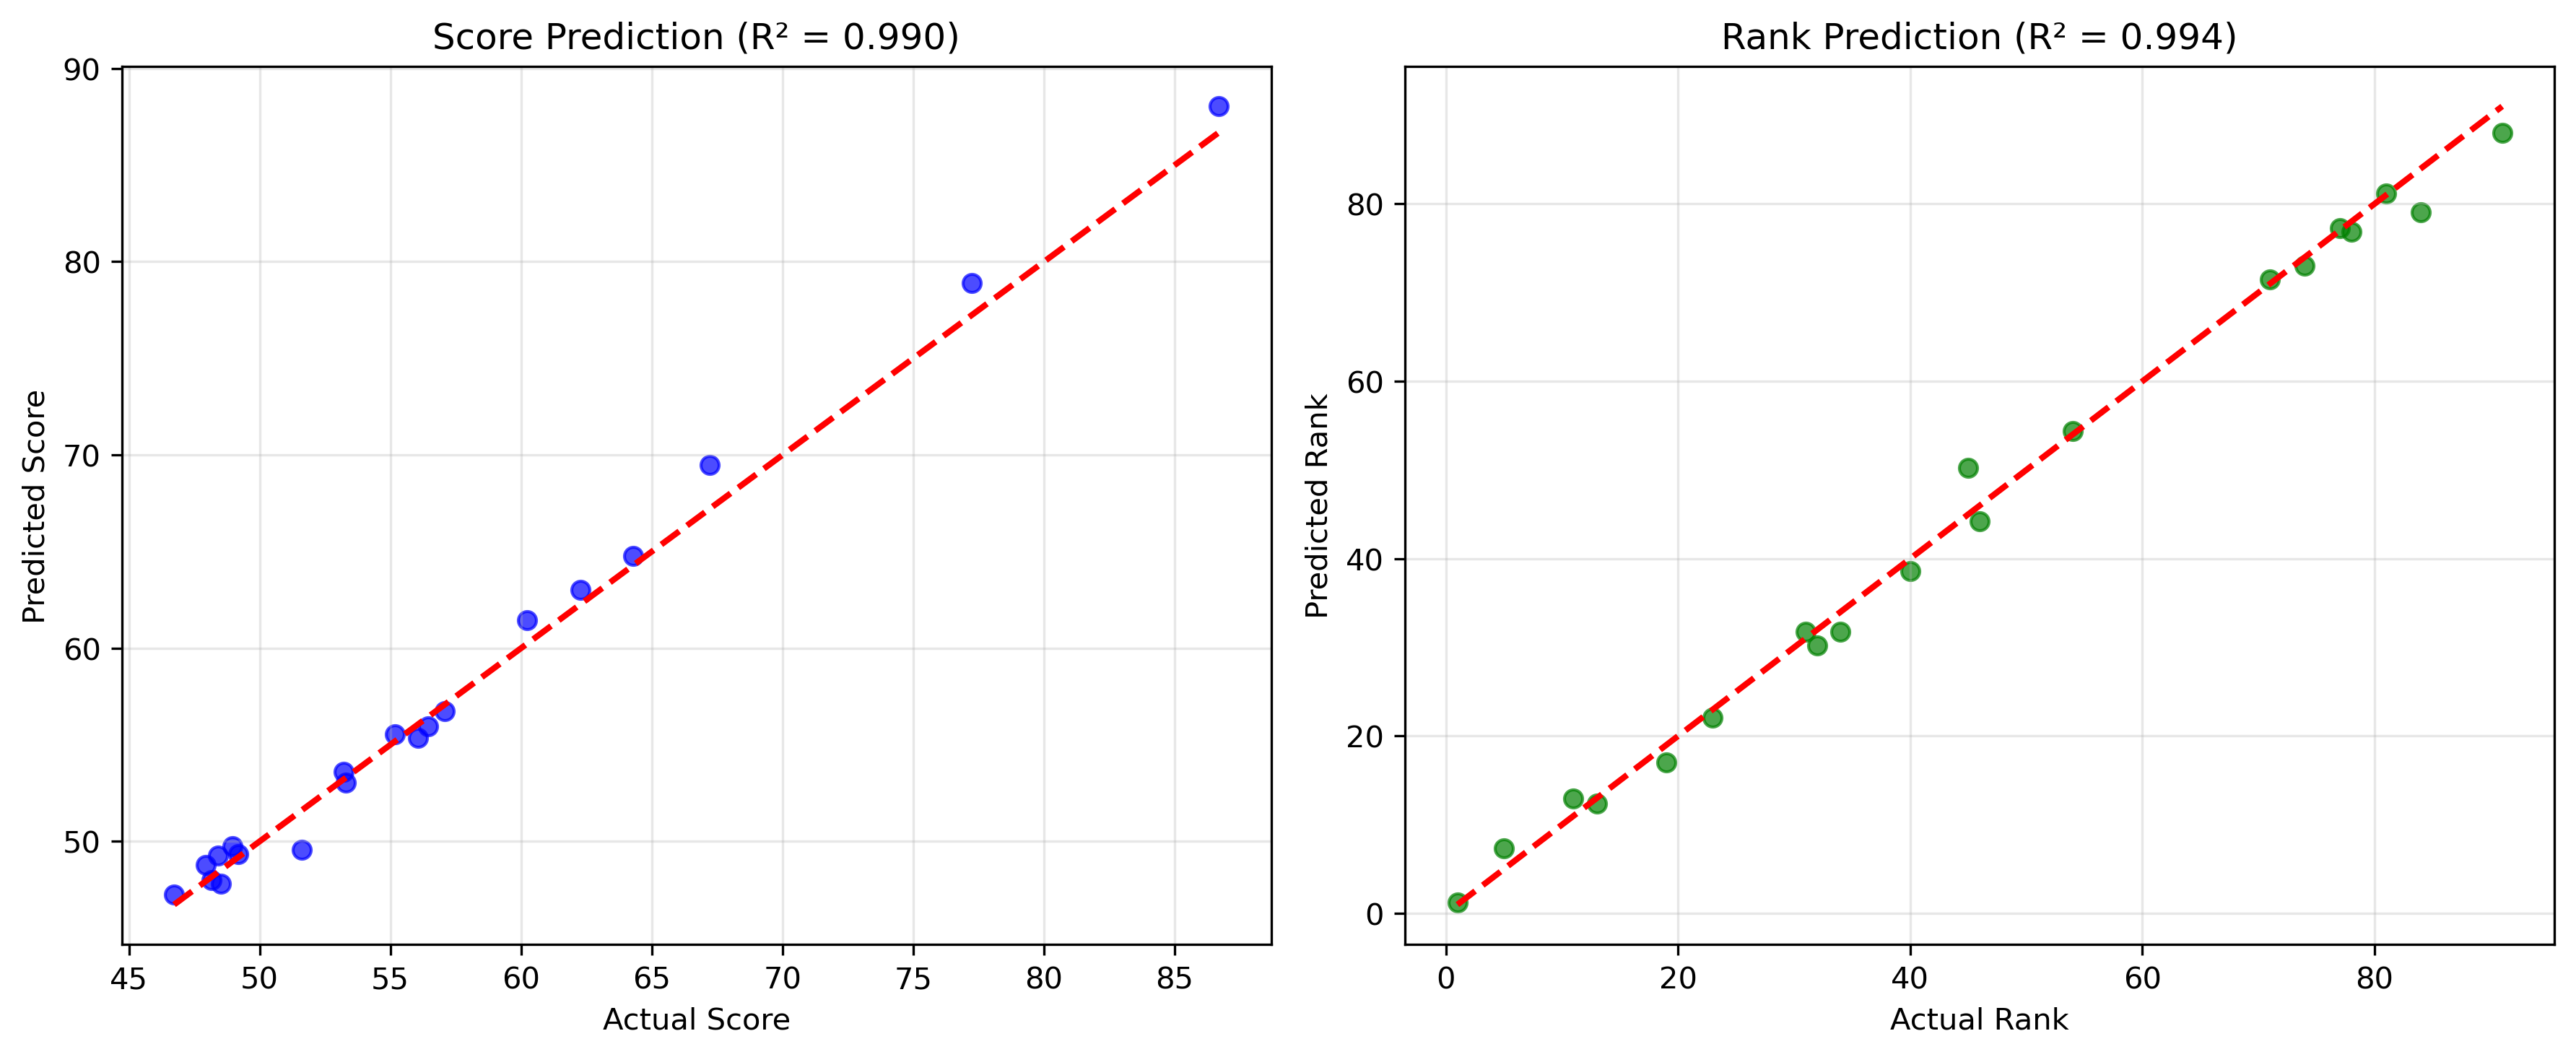 Score Prediction (R² = 0.990)
90
80
70
60
50
Predicted Score
45 50 55 60 65 70 75 80 85
Actual Score
Rank Prediction (R² = 0.994)
80
60
40
20
0
Predicted Rank
0 20 40 60 80
Actual Rank